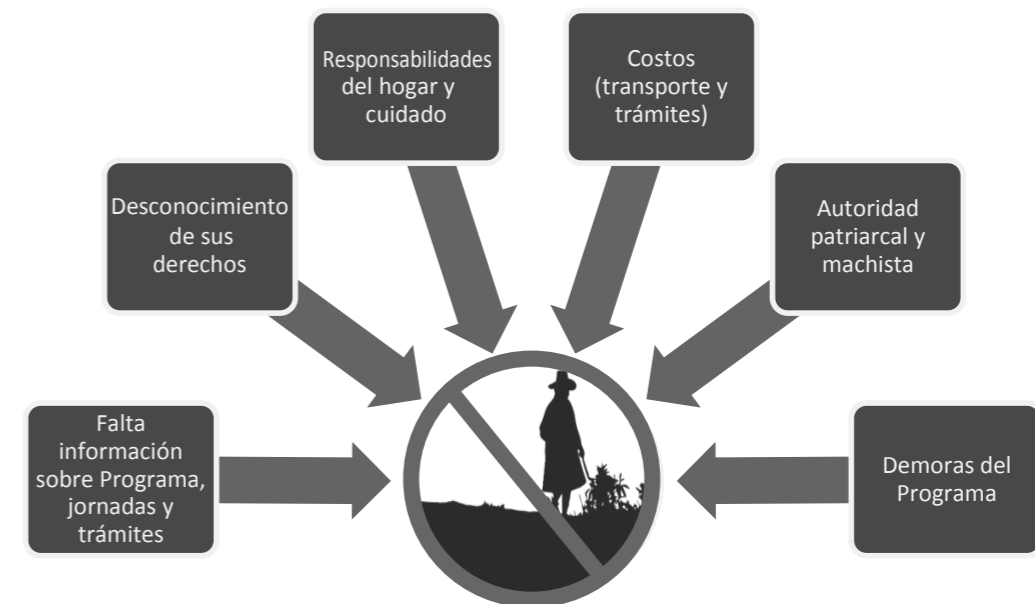 Responsabilidades
del hogar y
cuidado
Costos
(transporte y
trámites)
Desconocimiento
de sus
derechos
Autoridad
patriarcal y
machista
Falta
información
sobre Programa,
jornadas y
trámites
Demoras del
Programa